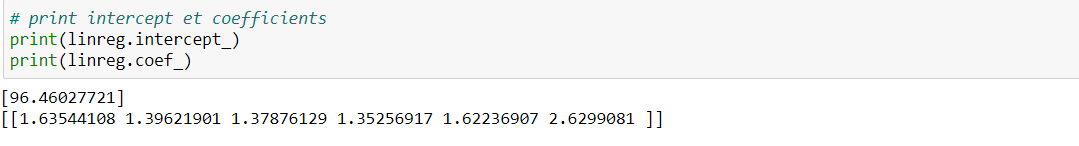 # print intercept et coefficients
print(linreg.intercept_)
print(linreg.coef_)
[96.46027721]
[[1.63544108 1.39621901 1.37876129 1.35256917 1.62236907 2.6299081 ]]